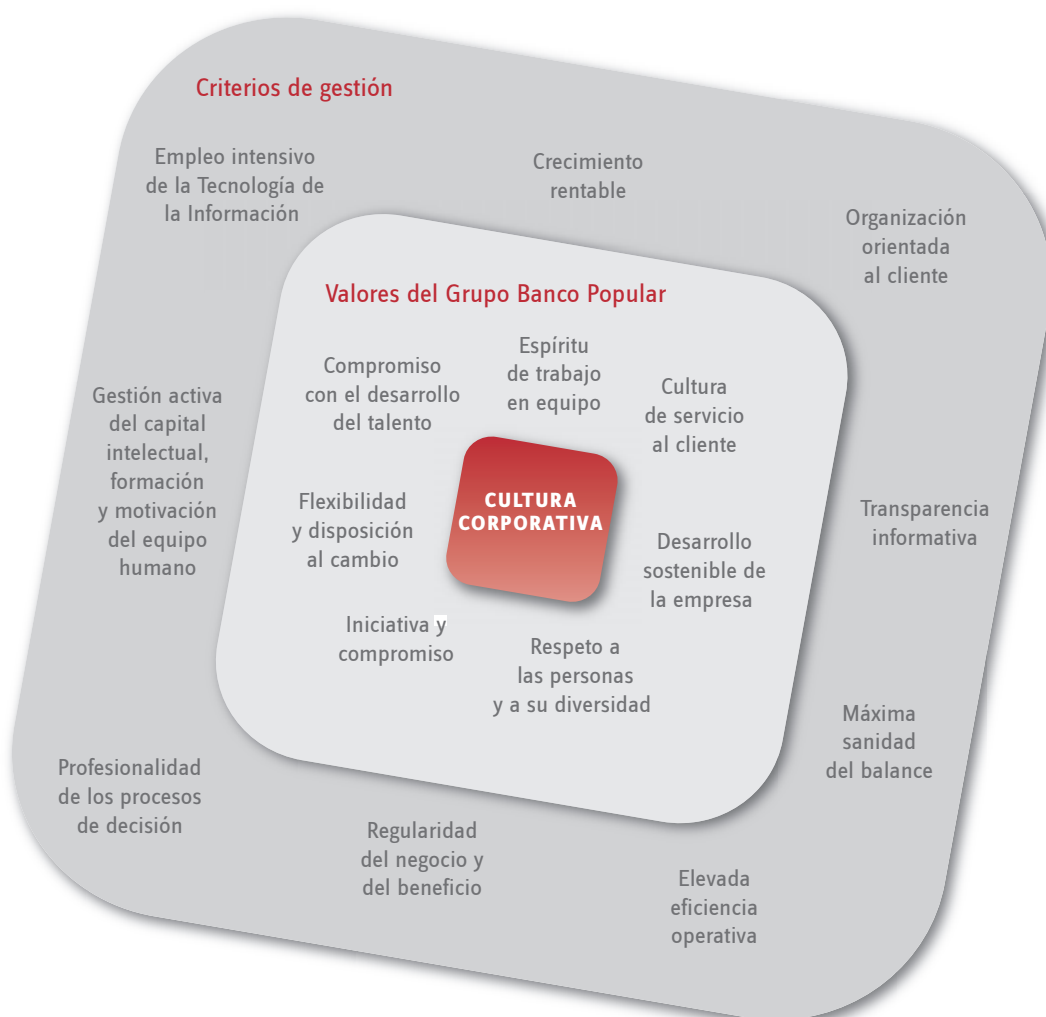 Criterios de gestión
Empleo intensivo
de la Tecnología de
la Información
Crecimiento
rentable
Organización
orientada
al cliente
Valores del Grupo Banco Popular
Compromiso
con el desarrollo
del talento
Espíritu
de trabajo
en equipo
Cultura
de servicio
al cliente
Gestión activa
del capital
intelectual,
formación
y motivación
del equipo
humano
Flexibilidad
y disposición
al cambio
CULTURA
CORPORATIVA
Desarrollo
sostenible de
la empresa
Transparencia
informativa
Iniciativa y
compromiso
Respeto a
las personas
y a su diversidad
Máxima
sanidad
del balance
Profesionalidad
de los procesos
de decisión
Regularidad
del negocio y
del beneficio
Elevada
eficiencia
operativa